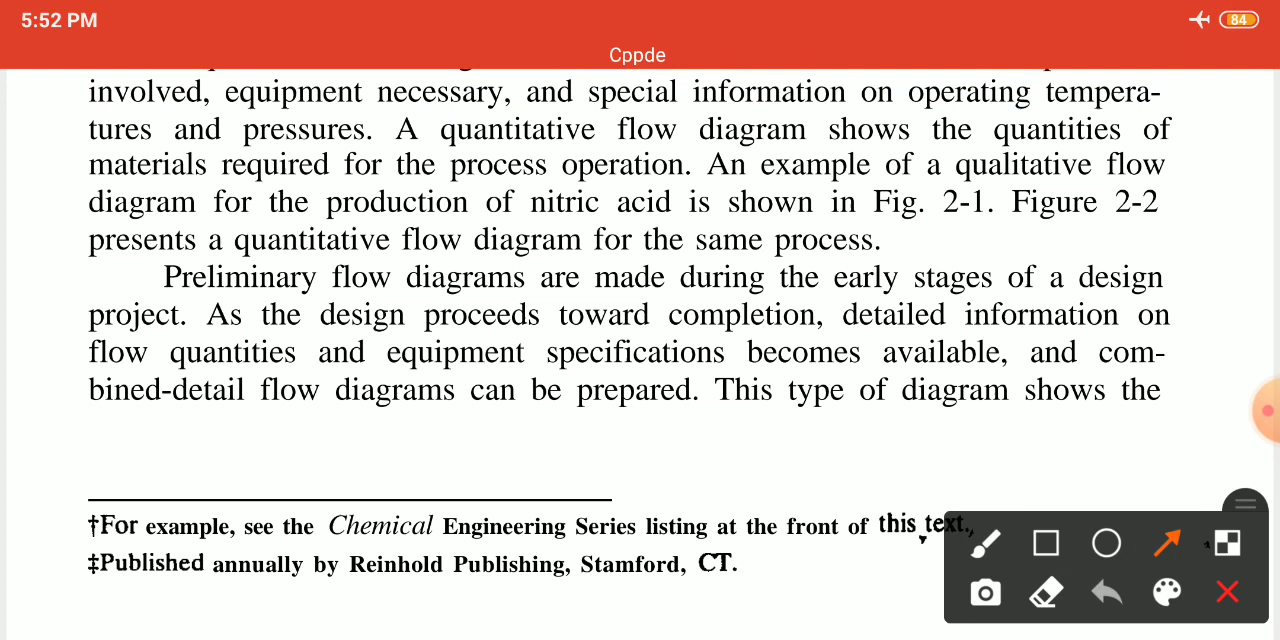 5:52 PM
84
Cppde
involved, equipment necessary, and special information on operating tempera-
tures and pressures. A quantitative flow diagram shows the quantities of
materials required for the process operation. An example of a qualitative flow
diagram for the production of nitric acid is shown in Fig. 2-1. Figure 2-2
presents a quantitative flow diagram for the same process.
Preliminary flow diagrams are made during the early stages of a design
project. As the design proceeds toward completion, detailed information on
flow quantities and equipment specifications becomes available, and com-
bined-detail flow diagrams can be prepared. This type of diagram shows the
†For example, see the Chemical Engineering Series listing at the front of this text.
‡Published annually by Reinhold Publishing, Stamford, CT.